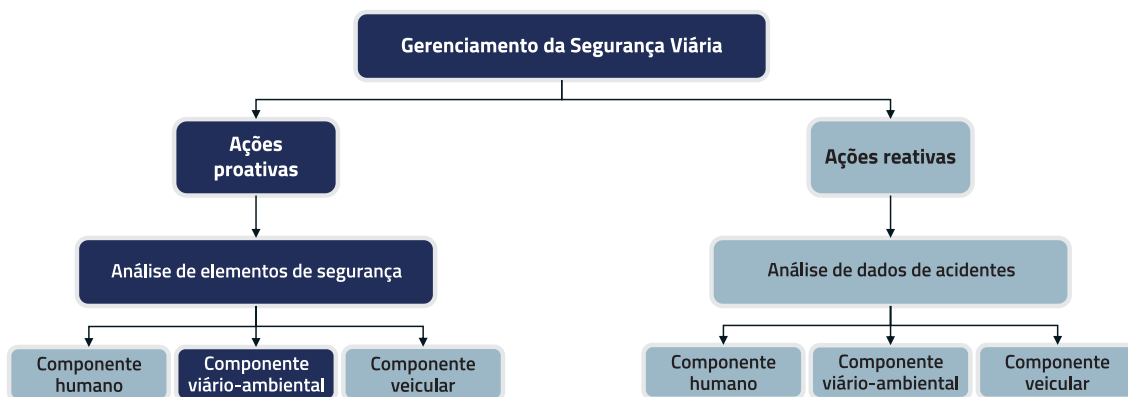 Gerenciamento da Segurança Viária
Ações
proativas
Ações reativas
Análise de elementos de segurança
Análise de dados de acidentes
Componente
humano
Componente
viário-ambiental
Componente
veicular
Componente
humano
Componente
viário-ambiental
Componente
veicular